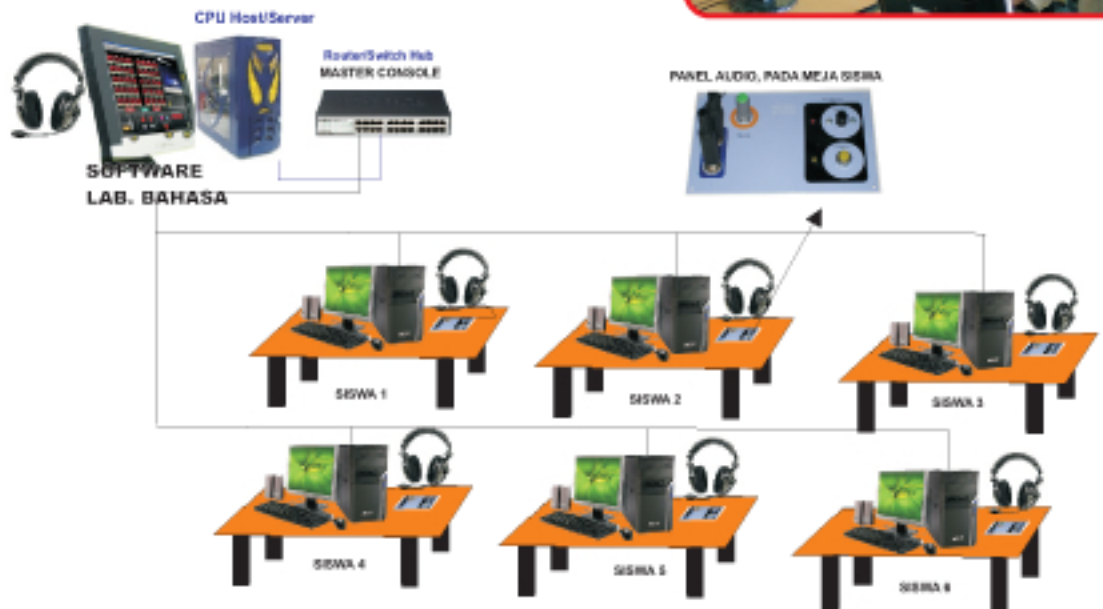 CPU Host/Server
Router/Switch Hub
MASTER CONSOLE
PANEL AUDIO, PADA MEJA SISWA
SOFTWARE
LAB. BAHASA
SISWA 1
SISWA 2
SISWA 3
SISWA 4
SISWA 5
SISWA 6